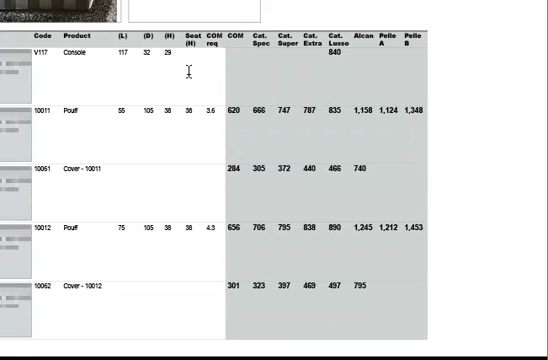 Code Product (L) (D) (H) Seat (H) COM req COM Cat. Spec Cat. Super Cat. Extra Cat. Lusso Alcan Pelle A Pelle B
V117 Console 117 32 29 840
10011 Pouff 55 105 38 38 3.6 620 666 747 787 835 1,158 1,124 1,348
10051 Cover - 10011 284 305 372 440 466 740
10012 Pouff 75 105 38 38 4.3 656 706 795 838 890 1,245 1,212 1,453
10052 Cover - 10012 301 323 397 469 497 795